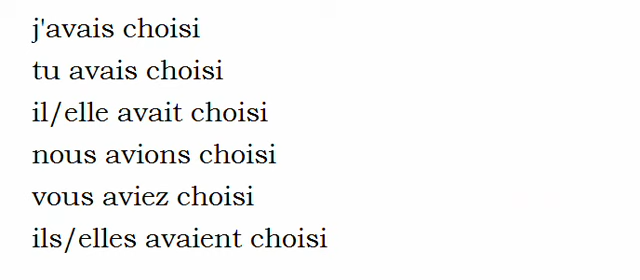 j'avais choisi
tu avais choisi
il/elle avait choisi
nous avions choisi
vous aviez choisi
ils/elles avaient choisi